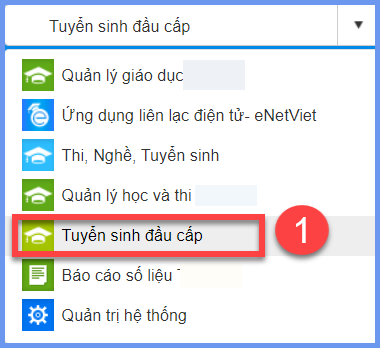 Tuyển sinh đầu cấp
Quản lý giáo dục
Ứng dụng liên lạc điện tử- eNetViet
Thi, Nghề, Tuyển sinh
Quản lý học và thi
Tuyển sinh đầu cấp
1
Báo cáo số liệu
Quản trị hệ thống